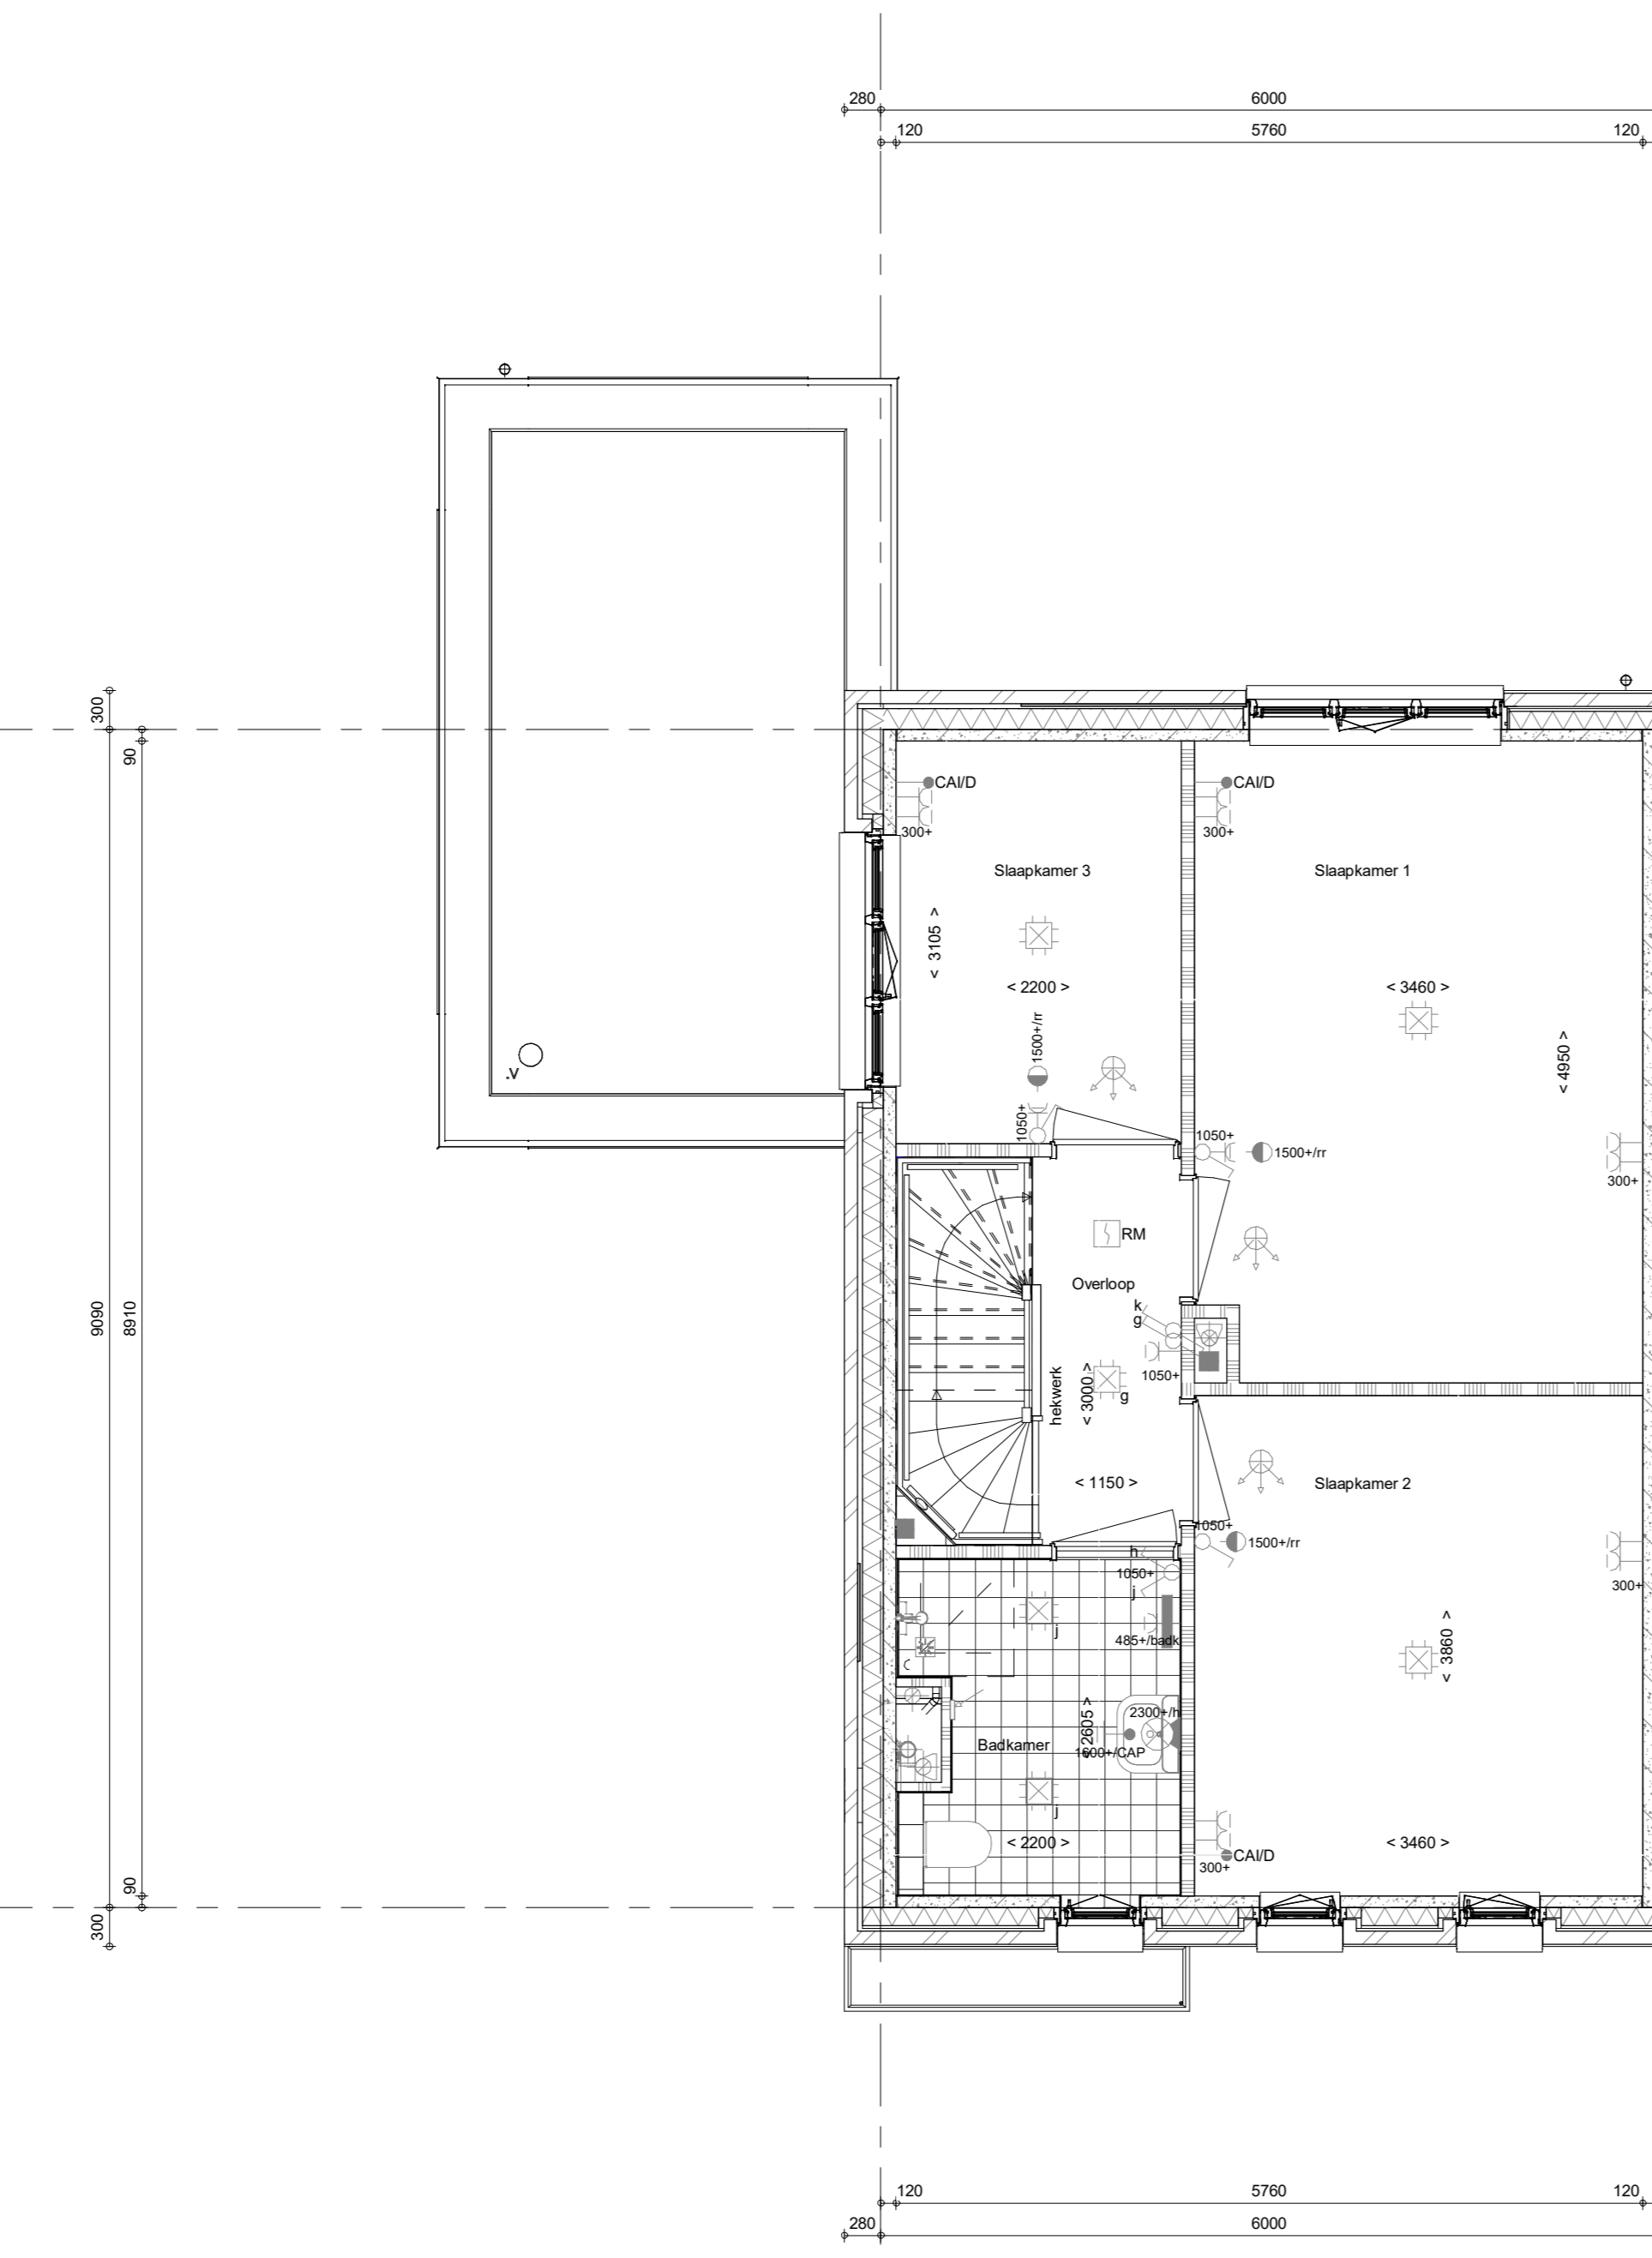 280 6000
120 5760 120
300
90
CAI/D CAI/D
300+ 300+
Slaapkamer 3 Slaapkamer 1
< 3105 >
< 2200 > < 3460 >
1500+/rr
< 4950 >
V.
1050+
1050+
1500+/rr
300+
RM
Overloop
k
g
9090
8910
1050+
hekwerk
< 3000 >
g
< 1150 >
Slaapkamer 2
1050+
1500+/rr
h
1050+
j
300+
j
485+/badk
< 3860 >
< 2605 >
2300+/h
Badkamer
1600+/CAP
j
< 2200 > < 3460 >
CAI/D
300+
90
300
120 5760 120
280 6000